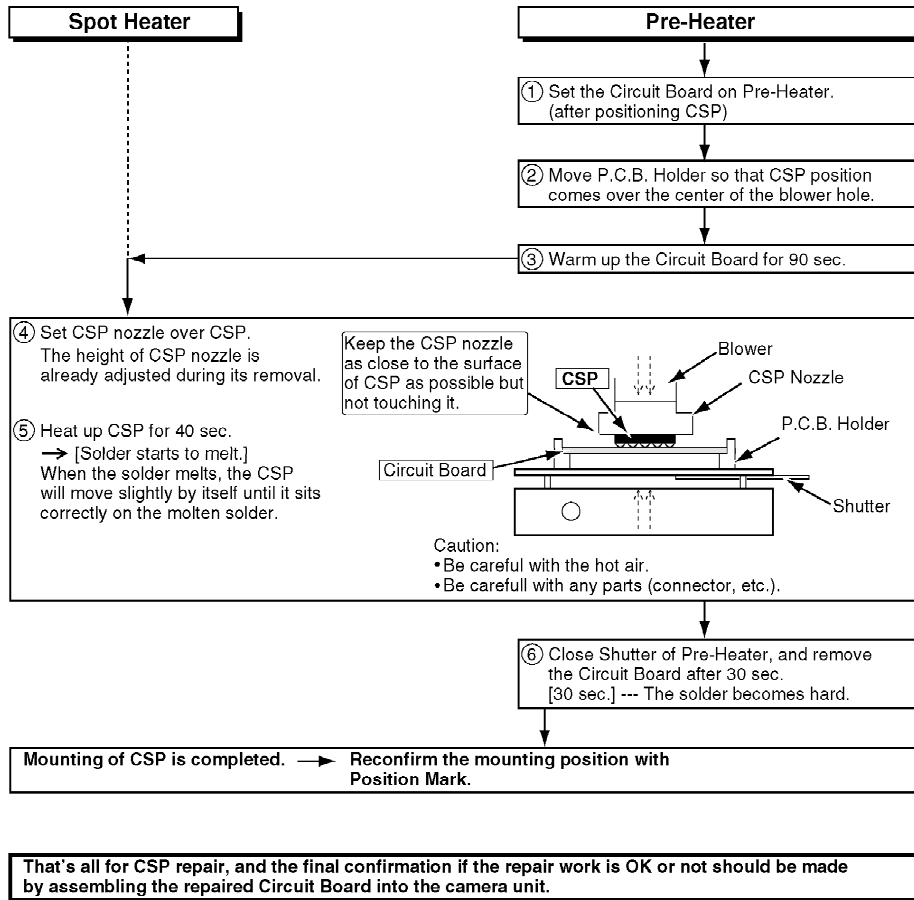 Spot Heater
Pre-Heater
① Set the Circuit Board on Pre-Heater.
(after positioning CSP)
② Move P.C.B. Holder so that CSP position
comes over the center of the blower hole.
③ Warm up the Circuit Board for 90 sec.
④ Set CSP nozzle over CSP.
The height of CSP nozzle is
already adjusted during its removal.
⑤ Heat up CSP for 40 sec.
→ [Solder starts to melt.]
When the solder melts, the CSP
will move slightly by itself until it sits
correctly on the molten solder.
Keep the CSP nozzle
as close to the surface
of CSP as possible but
not touching it.
CSP
Blower
CSP Nozzle
P.C.B. Holder
Circuit Board
Shutter
Caution:
• Be careful with the hot air.
• Be carefull with any parts (connector, etc.).
⑥ Close Shutter of Pre-Heater, and remove
the Circuit Board after 30 sec.
[30 sec.] --- The solder becomes hard.
Mounting of CSP is completed. → Reconfirm the mounting position with
Position Mark.
That's all for CSP repair, and the final confirmation if the repair work is OK or not should be made
by assembling the repaired Circuit Board into the camera unit.